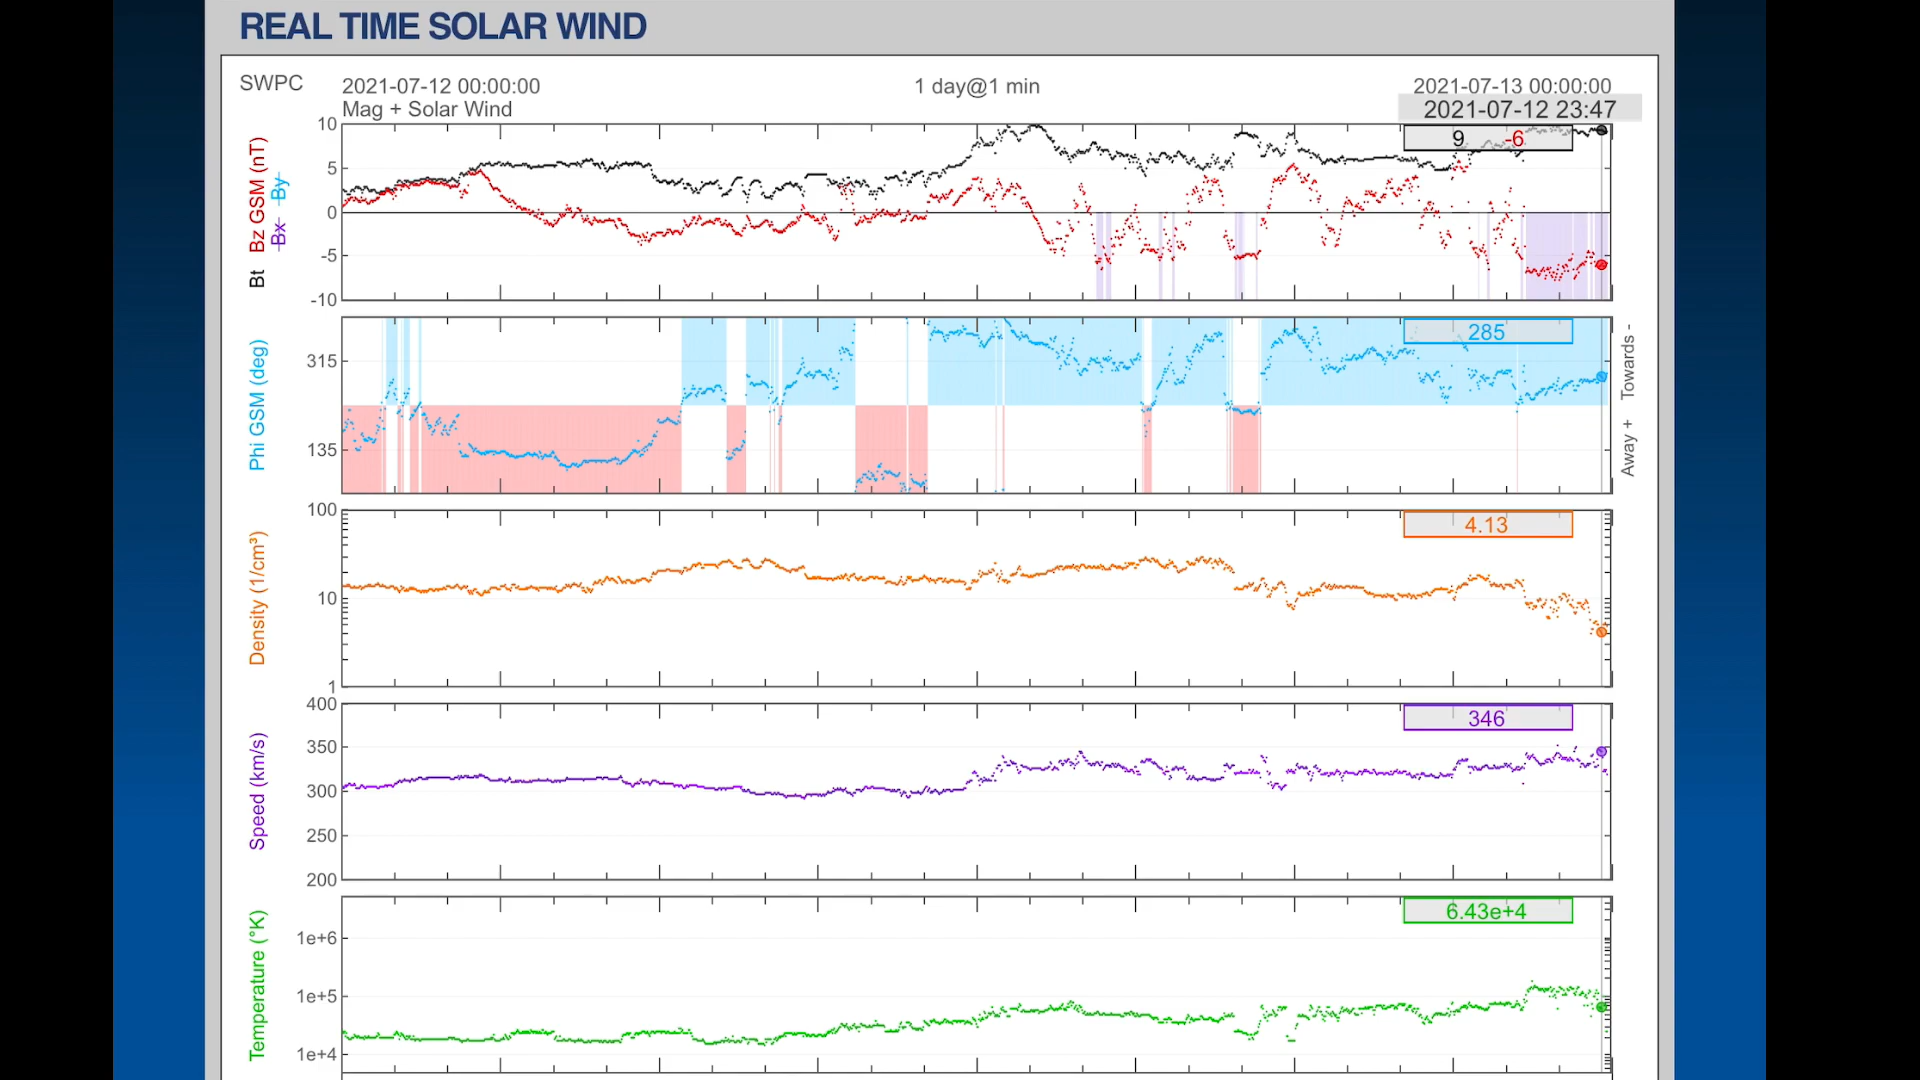 REAL TIME SOLAR WIND
SWPC
2021-07-12 00:00:00
1 day@1 min
2021-07-13 00:00:00
Mag + Solar Wind
2021-07-12 23:47
Bt Bz GSM (nT)
Bx By
10
5
0
-5
-10
9 -6
Phi GSM (deg)
315
135
285
Away + Towards -
Density (1/cm³)
100
10
1
4.13
Speed (km/s)
400
350
300
250
200
346
Temperature (°K)
1e+6
1e+5
1e+4
6.43e+4